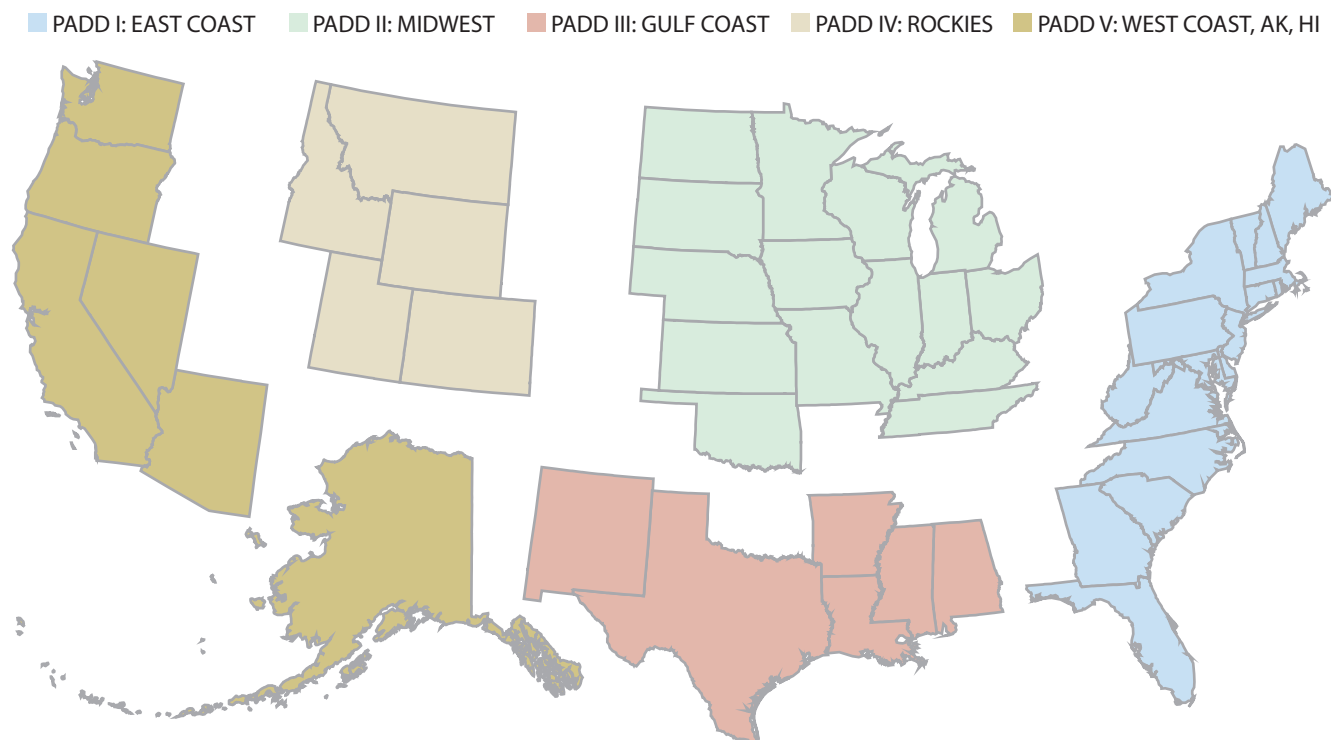 PADD I: EAST COAST PADD II: MIDWEST PADD III: GULF COAST PADD IV: ROCKIES PADD V: WEST COAST, AK, HI